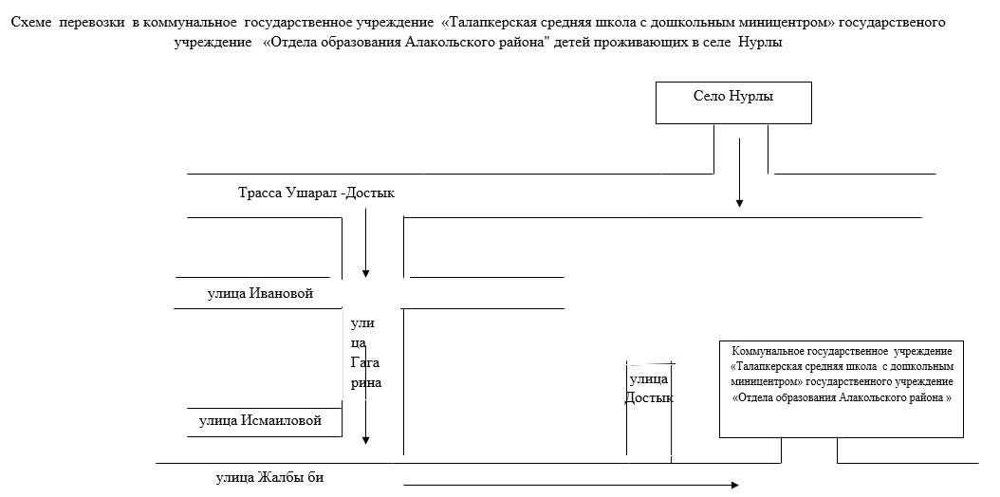 Схеме перевозки в коммунальное государственное учреждение «Талапкерская средняя школа с дошкольным миницентром» государственого
учреждение «Отдела образования Алакольского района" детей проживающих в селе Нурлы
Село Нурлы
Трасса Ушарал -Достык
улица Ивановой
ули
ца
Гага
рина
улица
Достык
Коммунальное государственное учреждение
«Талапкерская средняя школа с дошкольным
миницентром» государственного учреждение
«Отдела образования Алакольского района »
улица Исмаиловой
улица Жалбы би